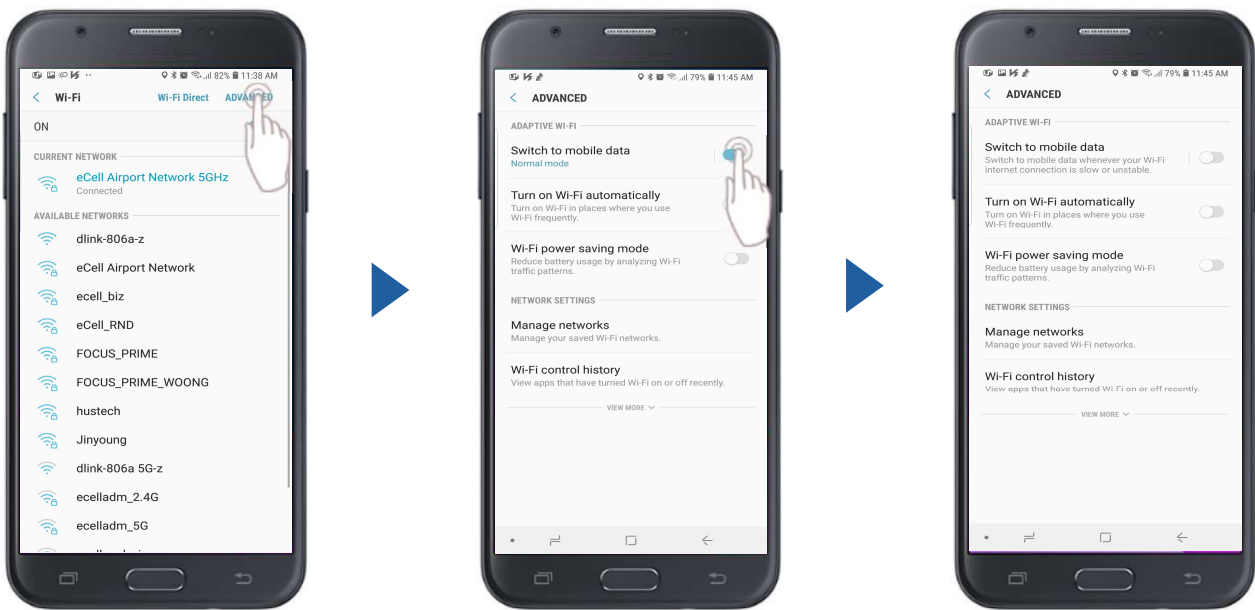 82% 11:38 AM
Wi-Fi
Wi-Fi Direct
ADVANCED
ON
CURRENT NETWORK
eCell Airport Network 5GHz
Connected
AVAILABLE NETWORKS
dlink-806a-z
eCell Airport Network
ecell_biz
eCell_RND
FOCUS_PRIME
FOCUS_PRIME_WOONG
hustech
Jinyoung
dlink-806a 5G-z
ecelladm_2.4G
ecelladm_5G
79% 11:45 AM
ADVANCED
ADAPTIVE WI-FI
Switch to mobile data
Normal mode
Turn on Wi-Fi automatically
Turn on Wi-Fi in places where you use
Wi-Fi frequently.
Wi-Fi power saving mode
Reduce battery usage by analyzing Wi-Fi
traffic patterns.
NETWORK SETTINGS
Manage networks
Manage your saved Wi-Fi networks.
Wi-Fi control history
View apps that have turned Wi-Fi on or off recently.
VIEW MORE
79% 11:45 AM
ADVANCED
ADAPTIVE WI-FI
Switch to mobile data
Switch to mobile data whenever your Wi-Fi
internet connection is slow or unstable.
Turn on Wi-Fi automatically
Turn on Wi-Fi in places where you use
Wi-Fi frequently.
Wi-Fi power saving mode
Reduce battery usage by analyzing Wi-Fi
traffic patterns.
NETWORK SETTINGS
Manage networks
Manage your saved Wi-Fi networks.
Wi-Fi control history
View apps that have turned Wi Fi on or off recently.
VIEW MORE